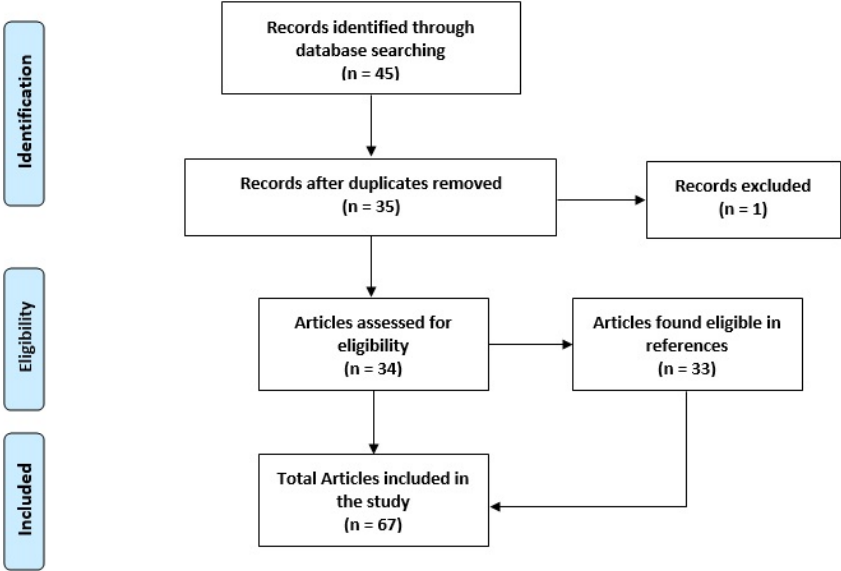 Identification
Records identified through
database searching
(n = 45)
Records after duplicates removed
(n = 35)
Records excluded
(n = 1)
Eligibility
Articles assessed for
eligibility
(n = 34)
Articles found eligible in
references
(n = 33)
Included
Total Articles included in
the study
(n = 67)